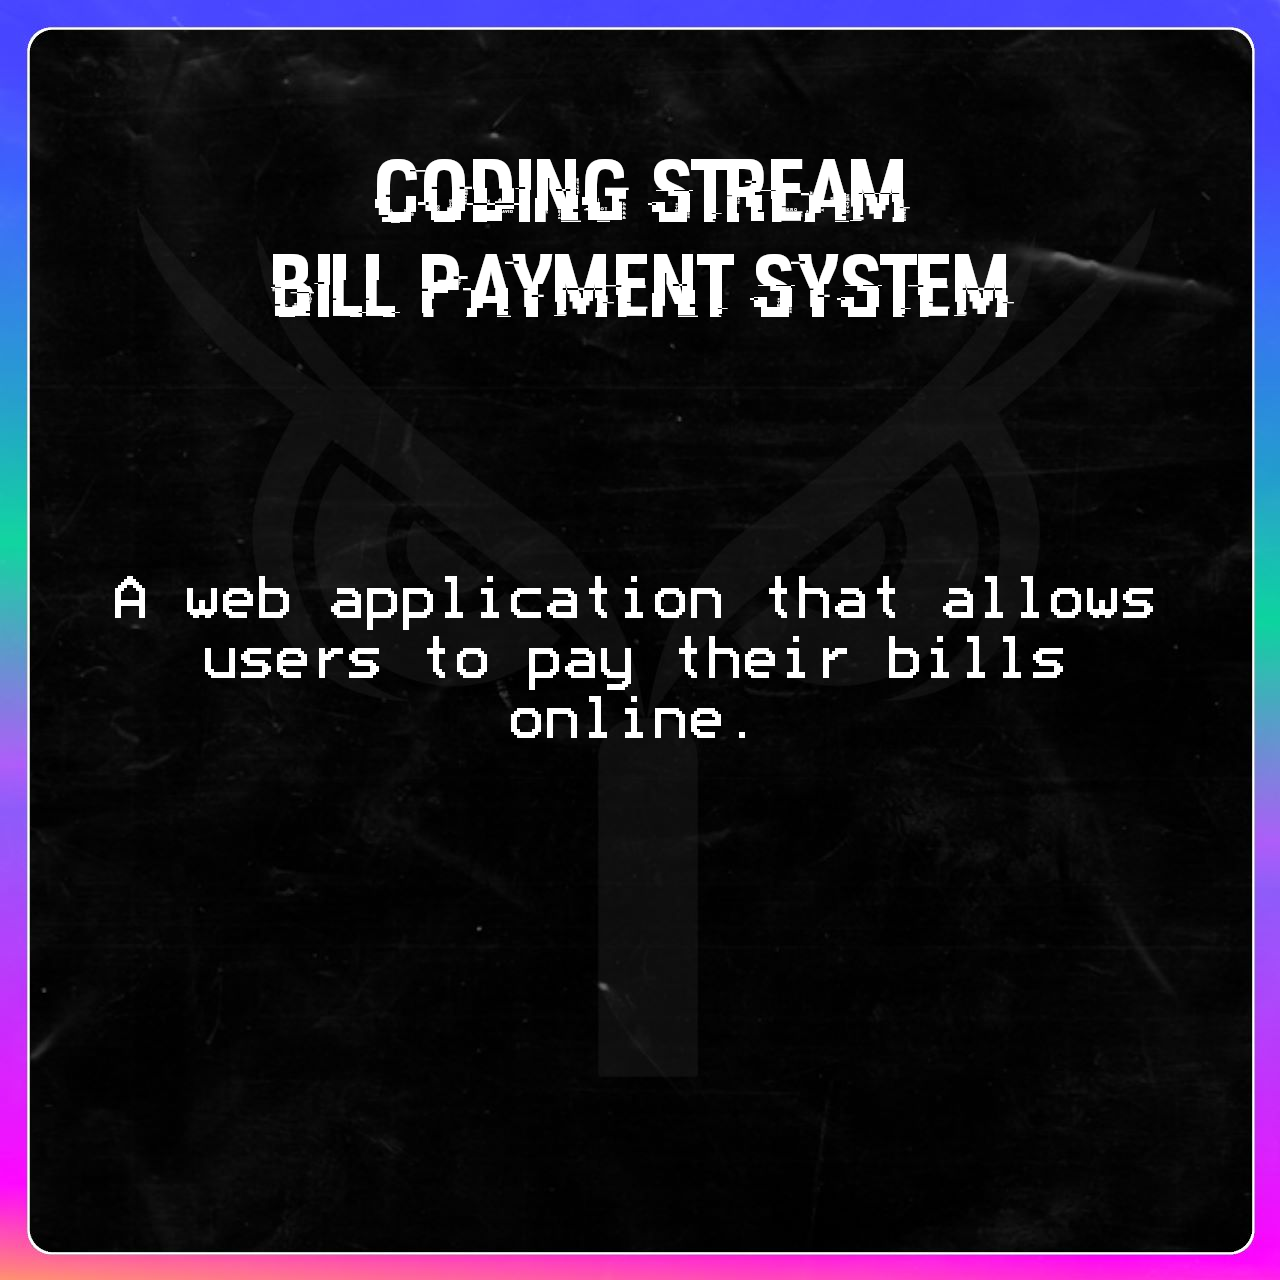 CODING STREAM
BILL PAYMENT SYSTEM
A web application that allows
users to pay their bills
online.